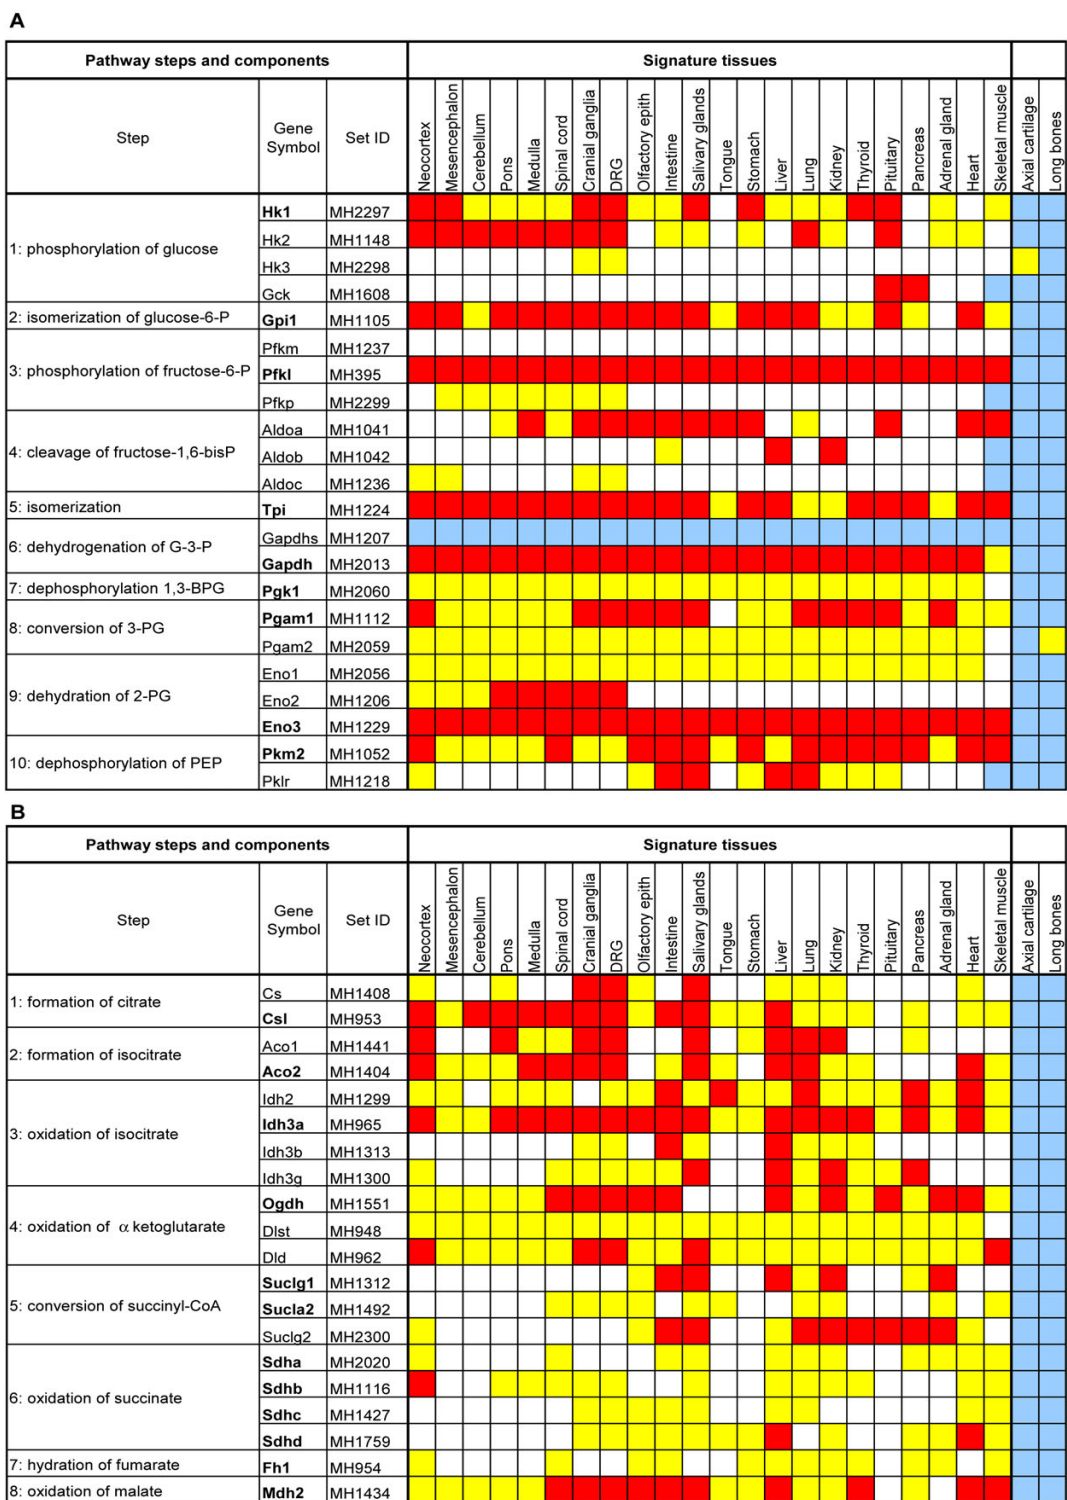 A
Pathway steps and components
Signature tissues
Step
Gene
Symbol
Set ID
Neocortex
Mesencephalon
Cerebellum
Pons
Medulla
Spinal cord
Cranial ganglia
DRG
Olfactory epith
Intestine
Salivary glands
Tongue
Stomach
Liver
Lung
Kidney
Thyroid
Pituitary
Pancreas
Adrenal gland
Heart
Skeletal muscle
Axial cartilage
Long bones
1: phosphorylation of glucose
Hk1 MH2297
Hk2 MH1148
Hk3 MH2298
Gck MH1608
2: isomerization of glucose-6-P Gpi1 MH1105
3: phosphorylation of fructose-6-P
Pfkm MH1237
Pfkl MH395
Pfkp MH2299
4: cleavage of fructose-1,6-bisP
Aldoa MH1041
Aldob MH1042
Aldoc MH1236
5: isomerization Tpi MH1224
6: dehydrogenation of G-3-P
Gapdhs MH1207
Gapdh MH2013
7: dephosphorylation 1,3-BPG Pgk1 MH2060
8: conversion of 3-PG
Pgam1 MH1112
Pgam2 MH2059
9: dehydration of 2-PG
Eno1 MH2056
Eno2 MH1206
Eno3 MH1229
10: dephosphorylation of PEP
Pkm2 MH1052
Pklr MH1218
B
Pathway steps and components
Signature tissues
Step
Gene
Symbol
Set ID
Neocortex
Mesencephalon
Cerebellum
Pons
Medulla
Spinal cord
Cranial ganglia
DRG
Olfactory epith
Intestine
Salivary glands
Tongue
Stomach
Liver
Lung
Kidney
Thyroid
Pituitary
Pancreas
Adrenal gland
Heart
Skeletal muscle
Axial cartilage
Long bones
1: formation of citrate
Cs MH1408
Csl MH953
2: formation of isocitrate
Aco1 MH1441
Aco2 MH1404
3: oxidation of isocitrate
Idh2 MH1299
Idh3a MH965
Idh3b MH1313
Idh3g MH1300
4: oxidation of α ketoglutarate
Ogdh MH1551
Dlst MH948
Dld MH962
5: conversion of succinyl-CoA
Suclg1 MH1312
Sucla2 MH1492
Suclg2 MH2300
6: oxidation of succinate
Sdha MH2020
Sdhb MH1116
Sdhc MH1427
Sdhd MH1759
7: hydration of fumarate Fh1 MH954
8: oxidation of malate Mdh2 MH1434